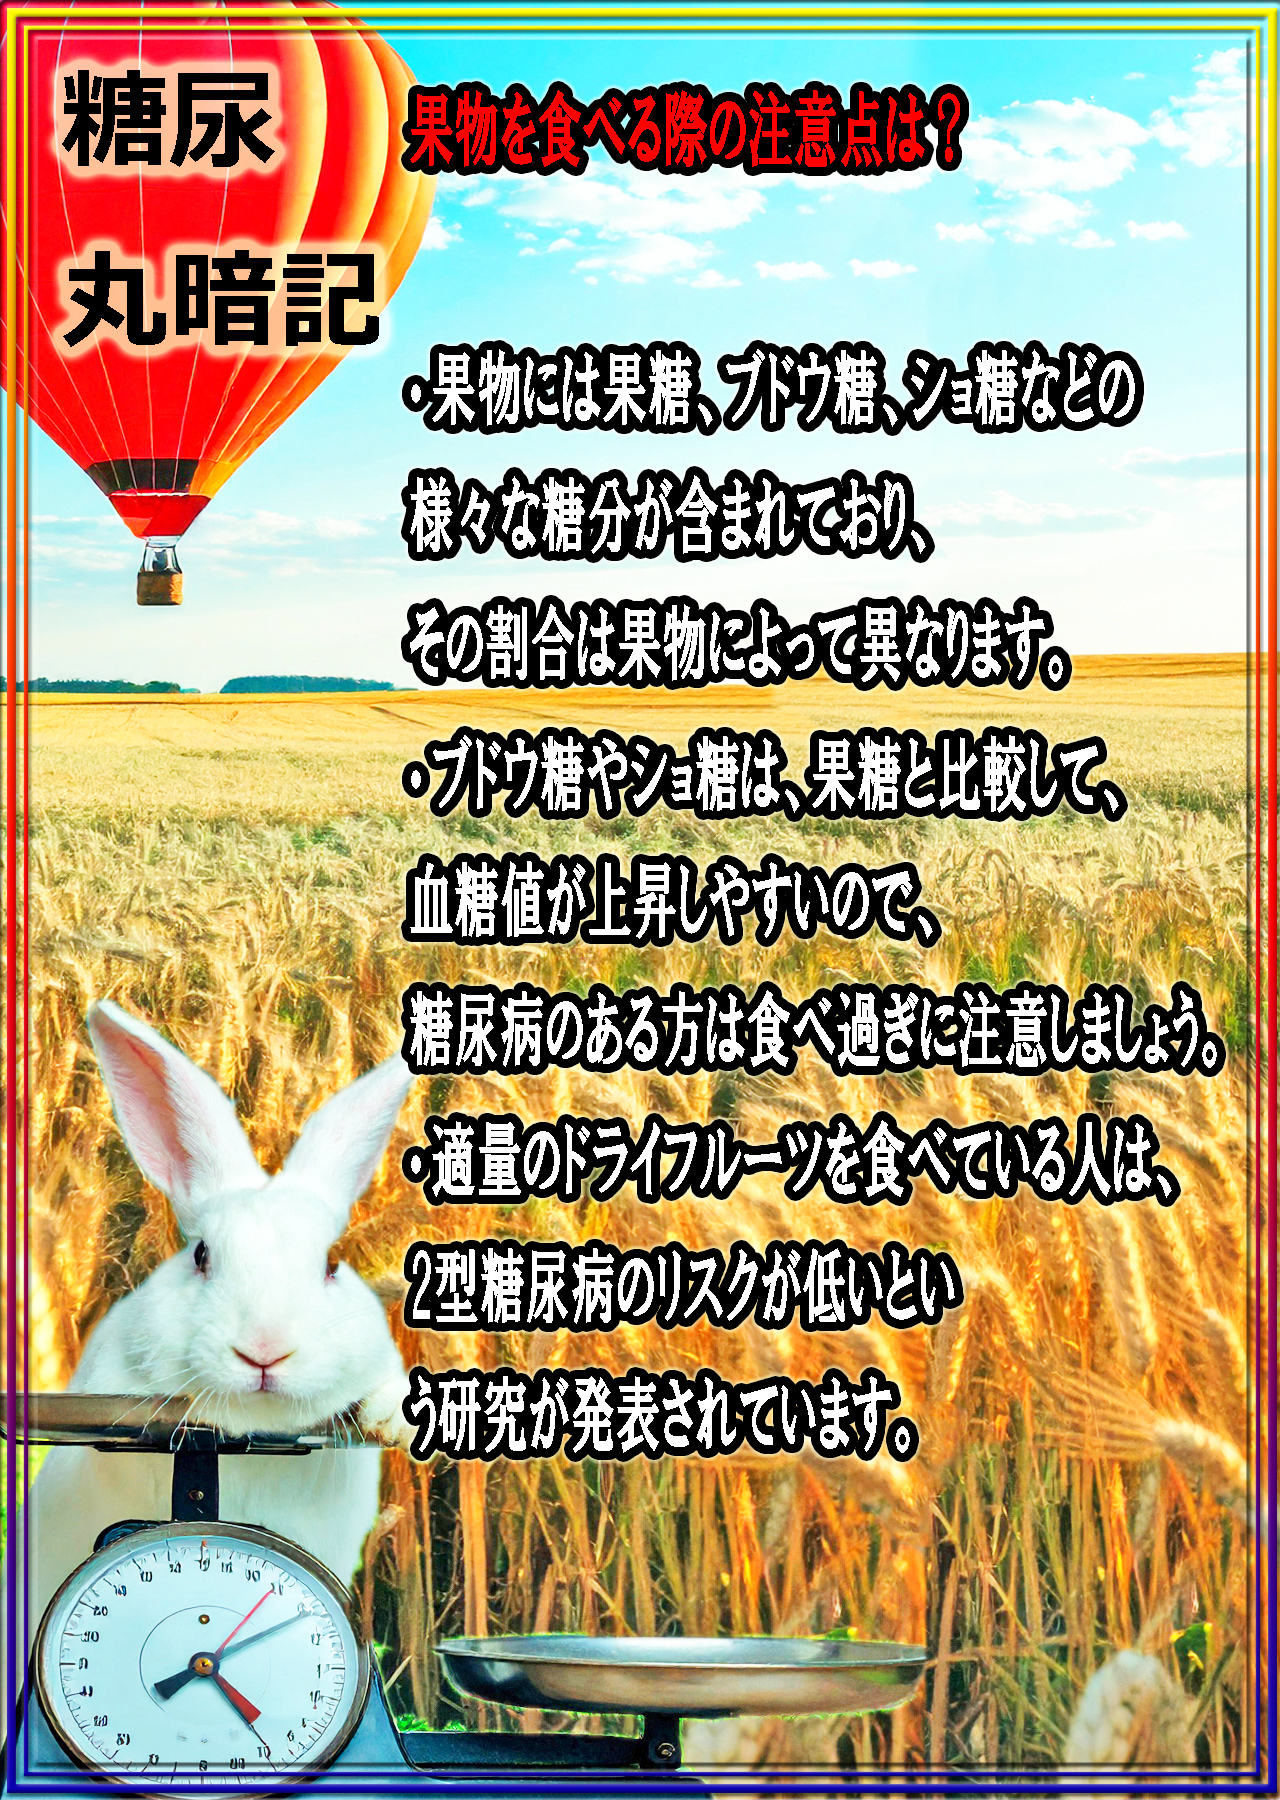 糖尿
丸暗記
果物を食べる際の注意点は？
・果物には果糖、ブドウ糖、ショ糖などの
様々な糖分が含まれており、
その割合は果物によって異なります。
・ブドウ糖やショ糖は、果糖と比較して、
血糖値が上昇しやすいので、
糖尿病のある方は食べ過ぎに注意しましょう。
・適量のドライフルーツを食べている人は、
2型糖尿病のリスクが低いとい
う研究が発表されています。